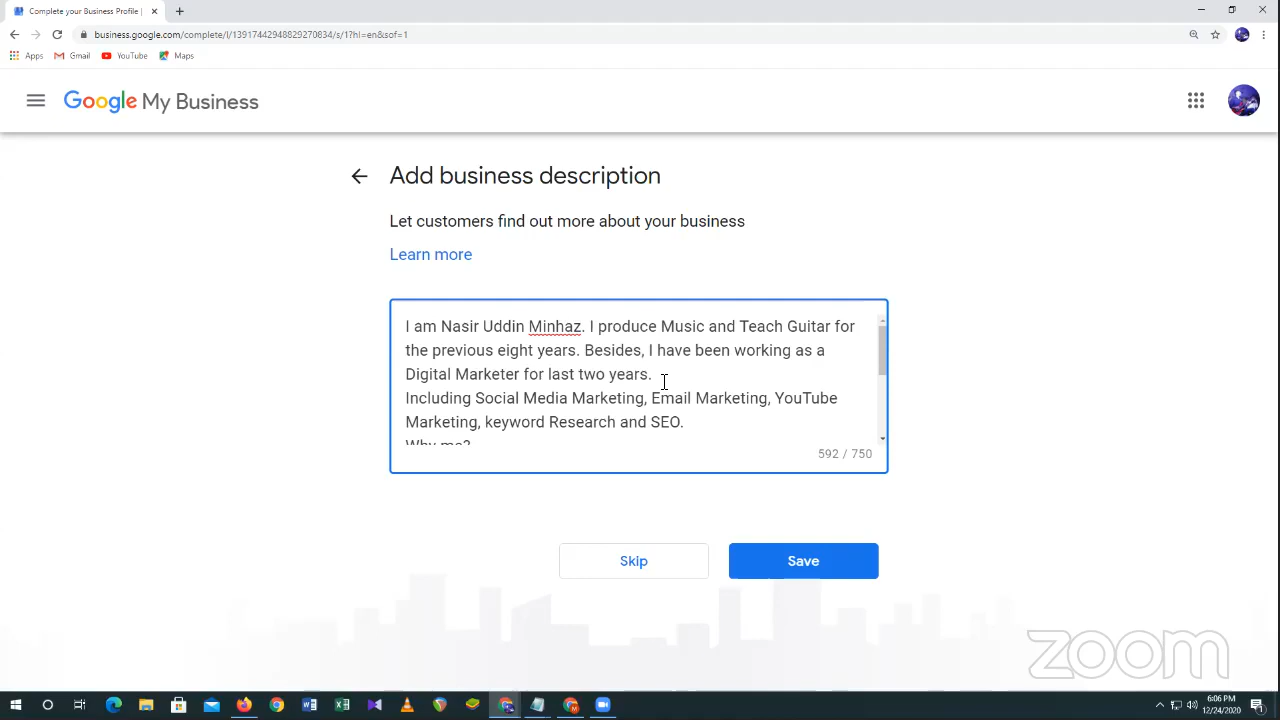 Complete your Business Profile |
business.google.com/complete/l/13917442948829270834/s/1?hl=en&sof=1
Apps Gmail YouTube Maps
Google My Business
Add business description
Let customers find out more about your business
Learn more
I am Nasir Uddin Minhaz. I produce Music and Teach Guitar for
the previous eight years. Besides, I have been working as a
Digital Marketer for last two years.
Including Social Media Marketing, Email Marketing, YouTube
Marketing, keyword Research and SEO.
Why me?
592 / 750
Skip Save
zoom
6:06 PM
12/24/2020